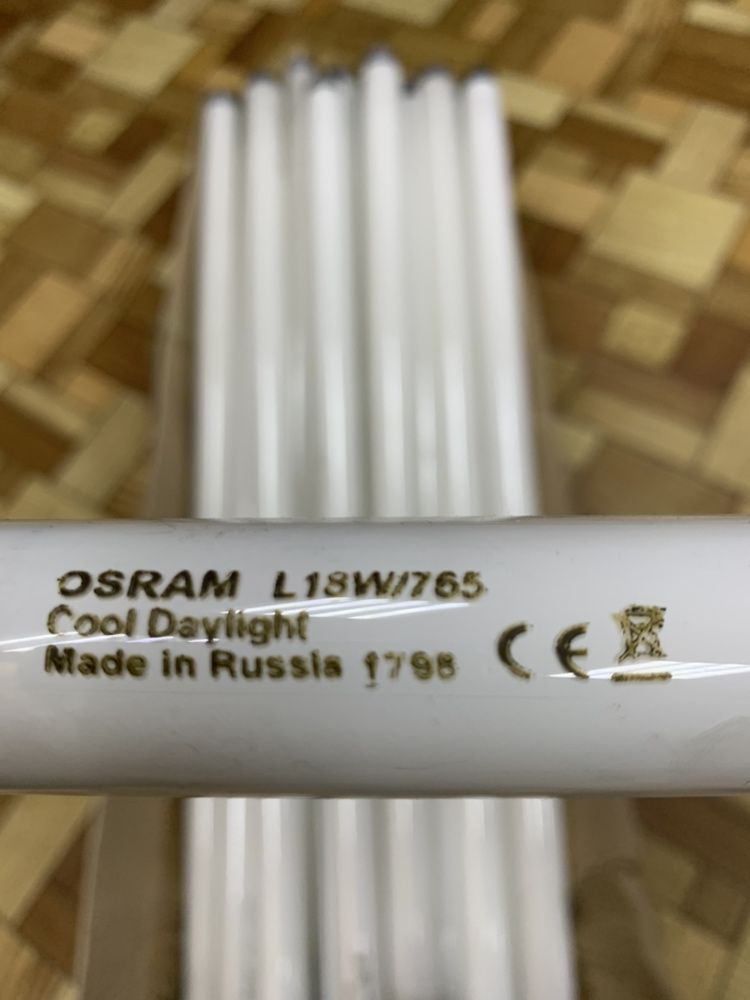 OSRAM L18W/765
Cool Daylight
Made in Russia 1798 CE